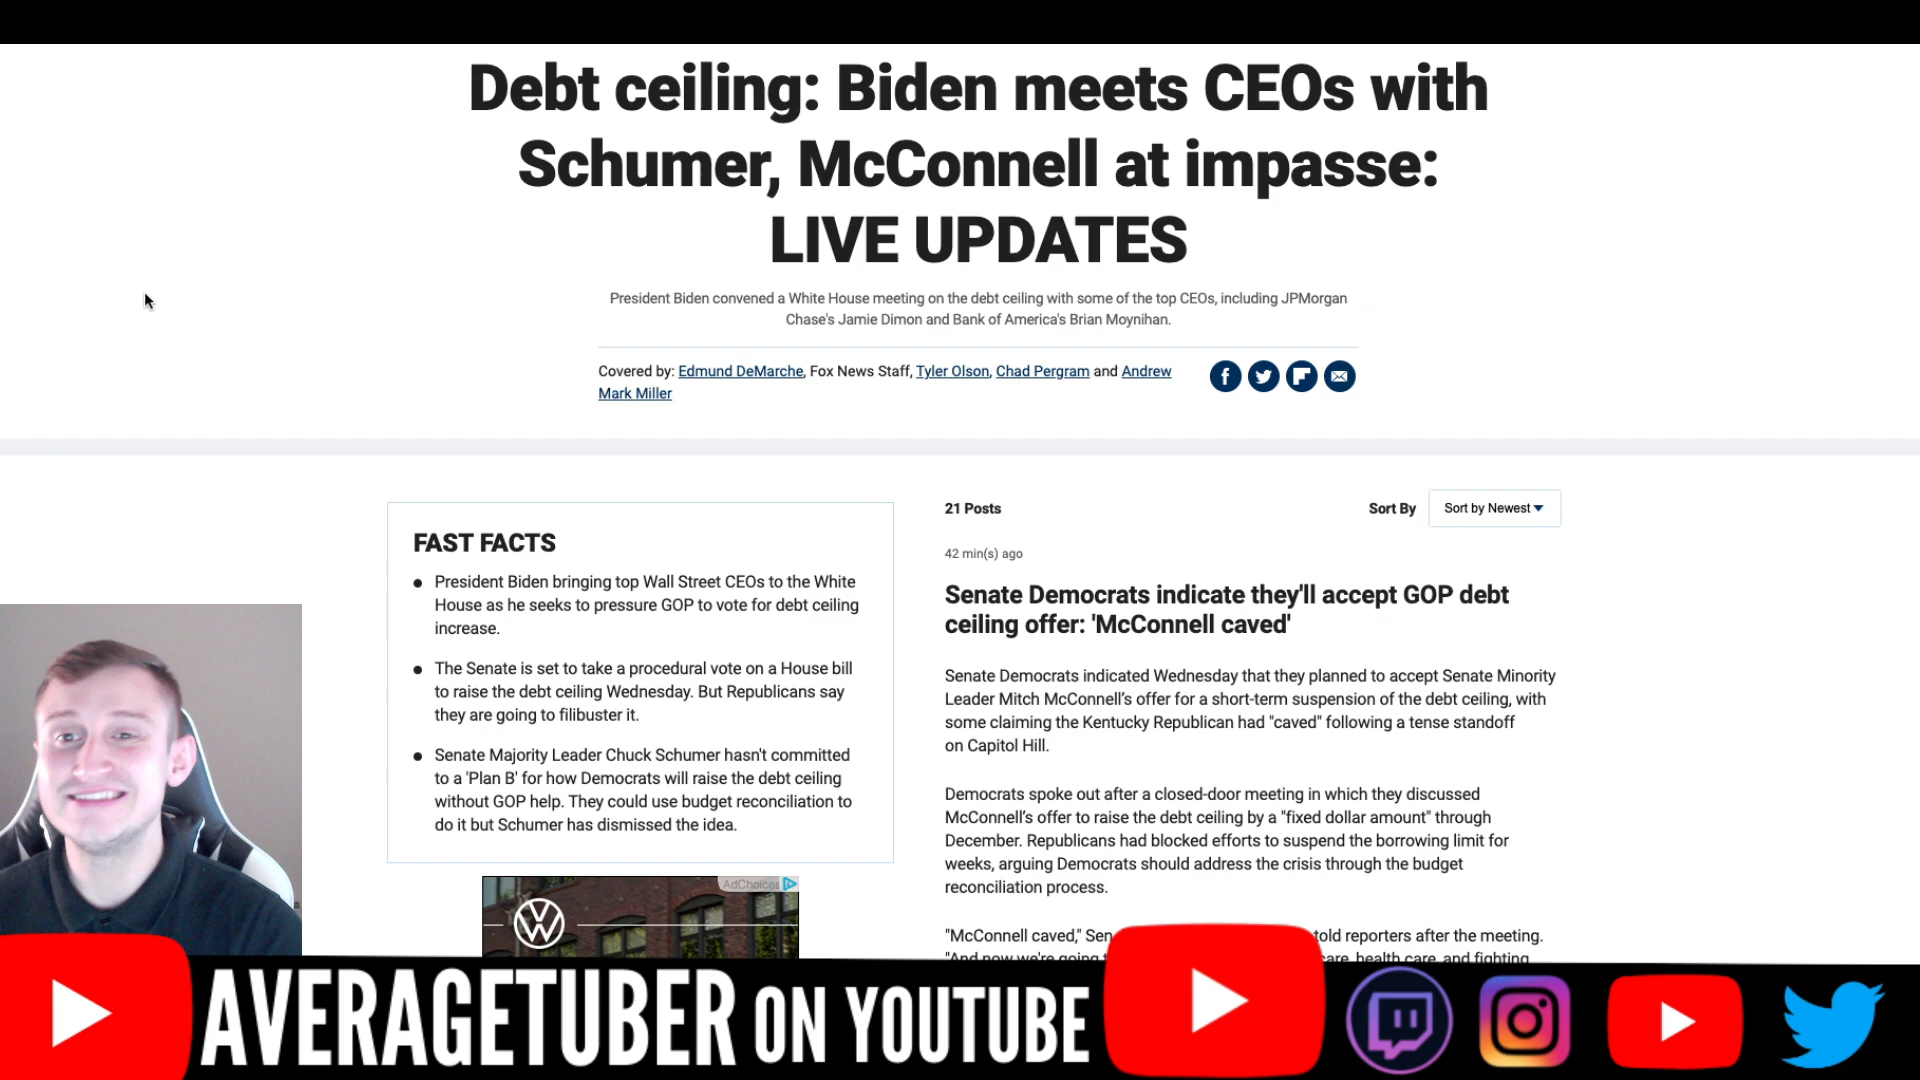 Debt ceiling: Biden meets CEOs with
Schumer, McConnell at impasse:
LIVE UPDATES
President Biden convened a White House meeting on the debt ceiling with some of the top CEOs, including JPMorgan
Chase's Jamie Dimon and Bank of America's Brian Moynihan.
Covered by: Edmund DeMarche, Fox News Staff, Tyler Olson, Chad Pergram and Andrew
Mark Miller
FAST FACTS
● President Biden bringing top Wall Street CEOs to the White
House as he seeks to pressure GOP to vote for debt ceiling
increase.
● The Senate is set to take a procedural vote on a House bill
to raise the debt ceiling Wednesday. But Republicans say
they are going to filibuster it.
● Senate Majority Leader Chuck Schumer hasn't committed
to a 'Plan B' for how Democrats will raise the debt ceiling
without GOP help. They could use budget reconciliation to
do it but Schumer has dismissed the idea.
AdChoices
21 Posts
Sort By Sort by Newest
42 min(s) ago
Senate Democrats indicate they'll accept GOP debt
ceiling offer: 'McConnell caved'
Senate Democrats indicated Wednesday that they planned to accept Senate Minority
Leader Mitch McConnell's offer for a short-term suspension of the debt ceiling, with
some claiming the Kentucky Republican had "caved" following a tense standoff
on Capitol Hill.
Democrats spoke out after a closed-door meeting in which they discussed
McConnell's offer to raise the debt ceiling by a "fixed dollar amount" through
December. Republicans had blocked efforts to suspend the borrowing limit for
weeks, arguing Democrats should address the crisis through the budget
reconciliation process.
"McConnell caved," Sen told reporters after the meeting.
"And now we're going care, health care, and fighting
AVERAGETUBER ON YOUTUBE